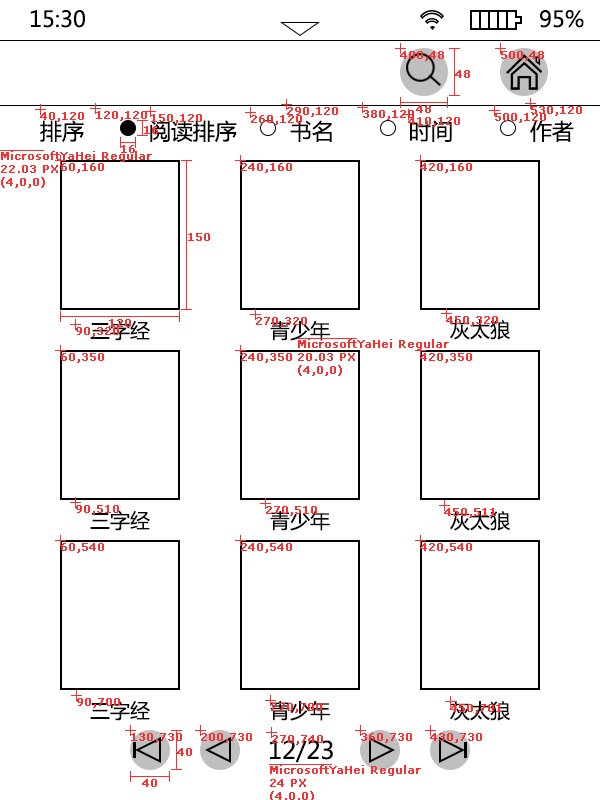 15:30 95%
400,48 500,48
48
48
40,120 120,120 150,120 260,120 290,120 380,120 410,120 500,120 530,120
排序 阅读排序 书名 时间 作者
16
16
MicrosoftYaHei Regular
22.03 PX
(4,0,0)
60,160 240,160 420,160
150
120
90,320 270,320 450,320
三字经 青少年 灰太狼
MicrosoftYaHei Regular
20.03 PX
(4,0,0)
60,350 240,350 420,350
90,510 270,510 450,511
三字经 青少年 灰太狼
60,540 240,540 420,540
90,700
三字经 青少年 灰太狼
130,730 200,730 270,740 360,730 430,730
12/23
40
40
MicrosoftYaHei Regular
24 PX
(4,0,0)